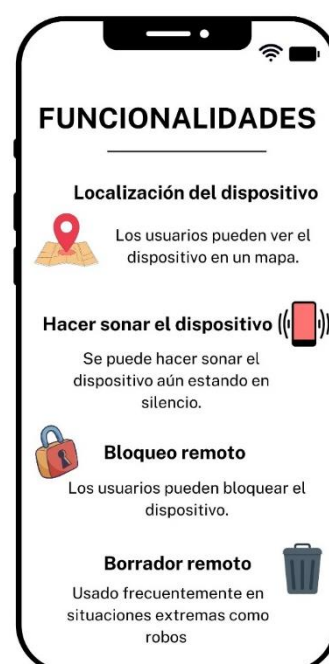 FUNCIONALIDADES
Localización del dispositivo
Los usuarios pueden ver el
dispositivo en un mapa.
Hacer sonar el dispositivo
Se puede hacer sonar el
dispositivo aún estando en
silencio.
Bloqueo remoto
Los usuarios pueden bloquear el
dispositivo.
Borrador remoto
Usado frecuentemente en
situaciones extremas como
robos